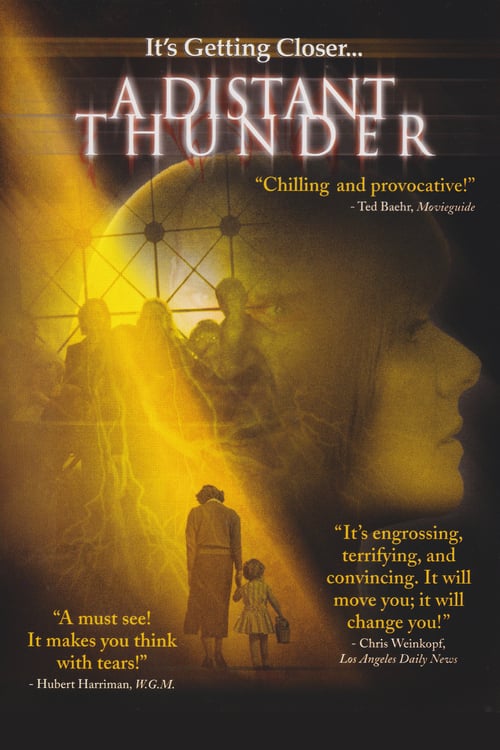 It's Getting Closer...
A DISTANT
THUNDER
“Chilling and provocative!”
- Ted Baehr, Movieguide
“It's engrossing,
terrifying, and
convincing. It will
move you; it will
change you!”
- Chris Weinkopf,
Los Angeles Daily News
“A must see!
It makes you think
with tears!”
- Hubert Harriman, W.G.M.